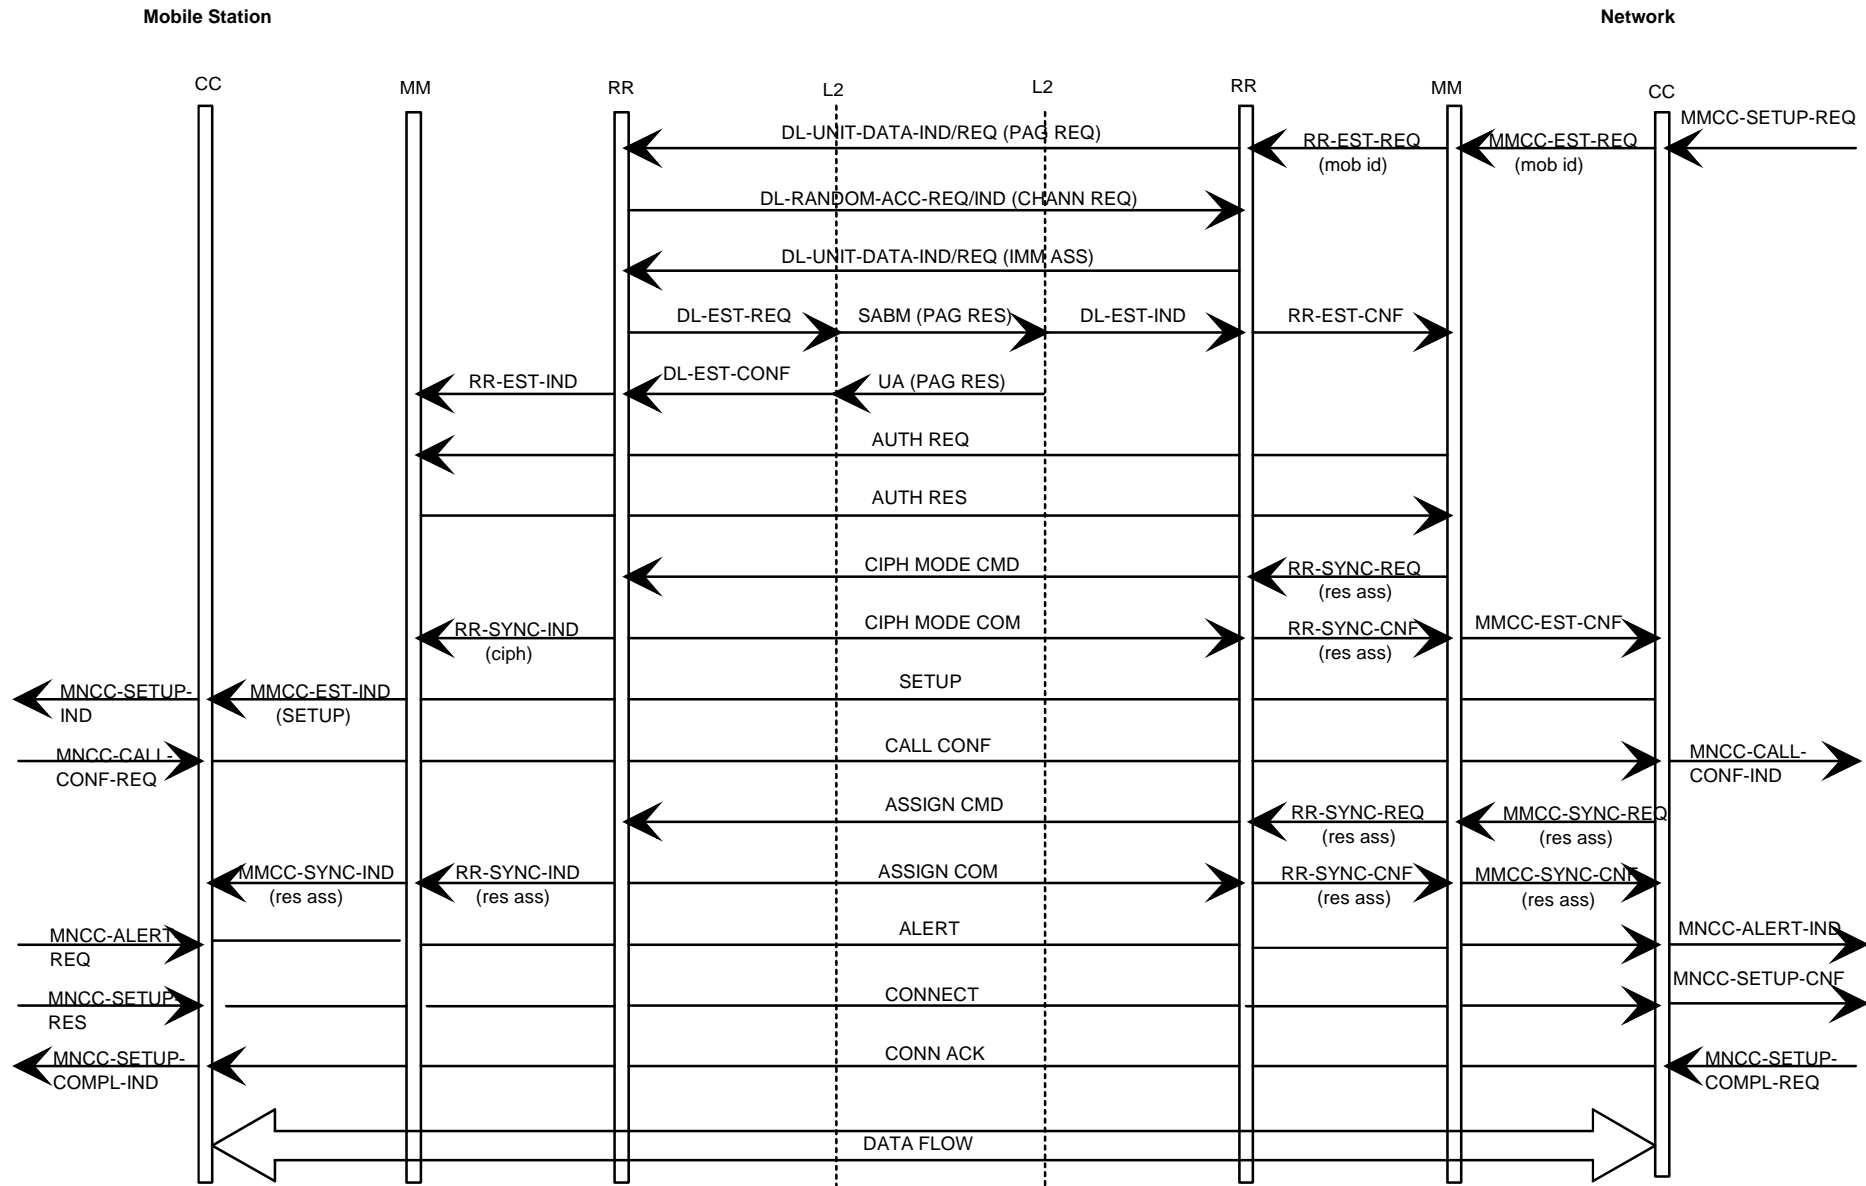 Mobile Station
Network
CC
MM
RR
L2
L2
RR
MM
CC
MMCC-SETUP-REQ
DL-UNIT-DATA-IND/REQ (PAG REQ)
RR-EST-REQ
(mob id)
MMCC-EST-REQ
(mob id)
DL-RANDOM-ACC-REQ/IND (CHANN REQ)
DL-UNIT-DATA-IND/REQ (IMM ASS)
DL-EST-REQ
SABM (PAG RES)
DL-EST-IND
RR-EST-CNF
RR-EST-IND
DL-EST-CONF
UA (PAG RES)
AUTH REQ
AUTH RES
CIPH MODE CMD
RR-SYNC-REQ
(res ass)
RR-SYNC-IND
(ciph)
CIPH MODE COM
RR-SYNC-CNF
(res ass)
MMCC-EST-CNF
MNCC-SETUP-
IND
MMCC-EST-IND
(SETUP)
SETUP
MNCC-CALL-
CONF-REQ
CALL CONF
MNCC-CALL-
CONF-IND
ASSIGN CMD
RR-SYNC-REQ
(res ass)
MMCC-SYNC-REQ
(res ass)
MMCC-SYNC-IND
(res ass)
RR-SYNC-IND
(res ass)
ASSIGN COM
RR-SYNC-CNF
(res ass)
MMCC-SYNC-CNF
(res ass)
MNCC-ALERT-
REQ
ALERT
MNCC-ALERT-IND
MNCC-SETUP-
RES
CONNECT
MNCC-SETUP-CNF
MNCC-SETUP-
COMPL-IND
CONN ACK
MNCC-SETUP-
COMPL-REQ
DATA FLOW